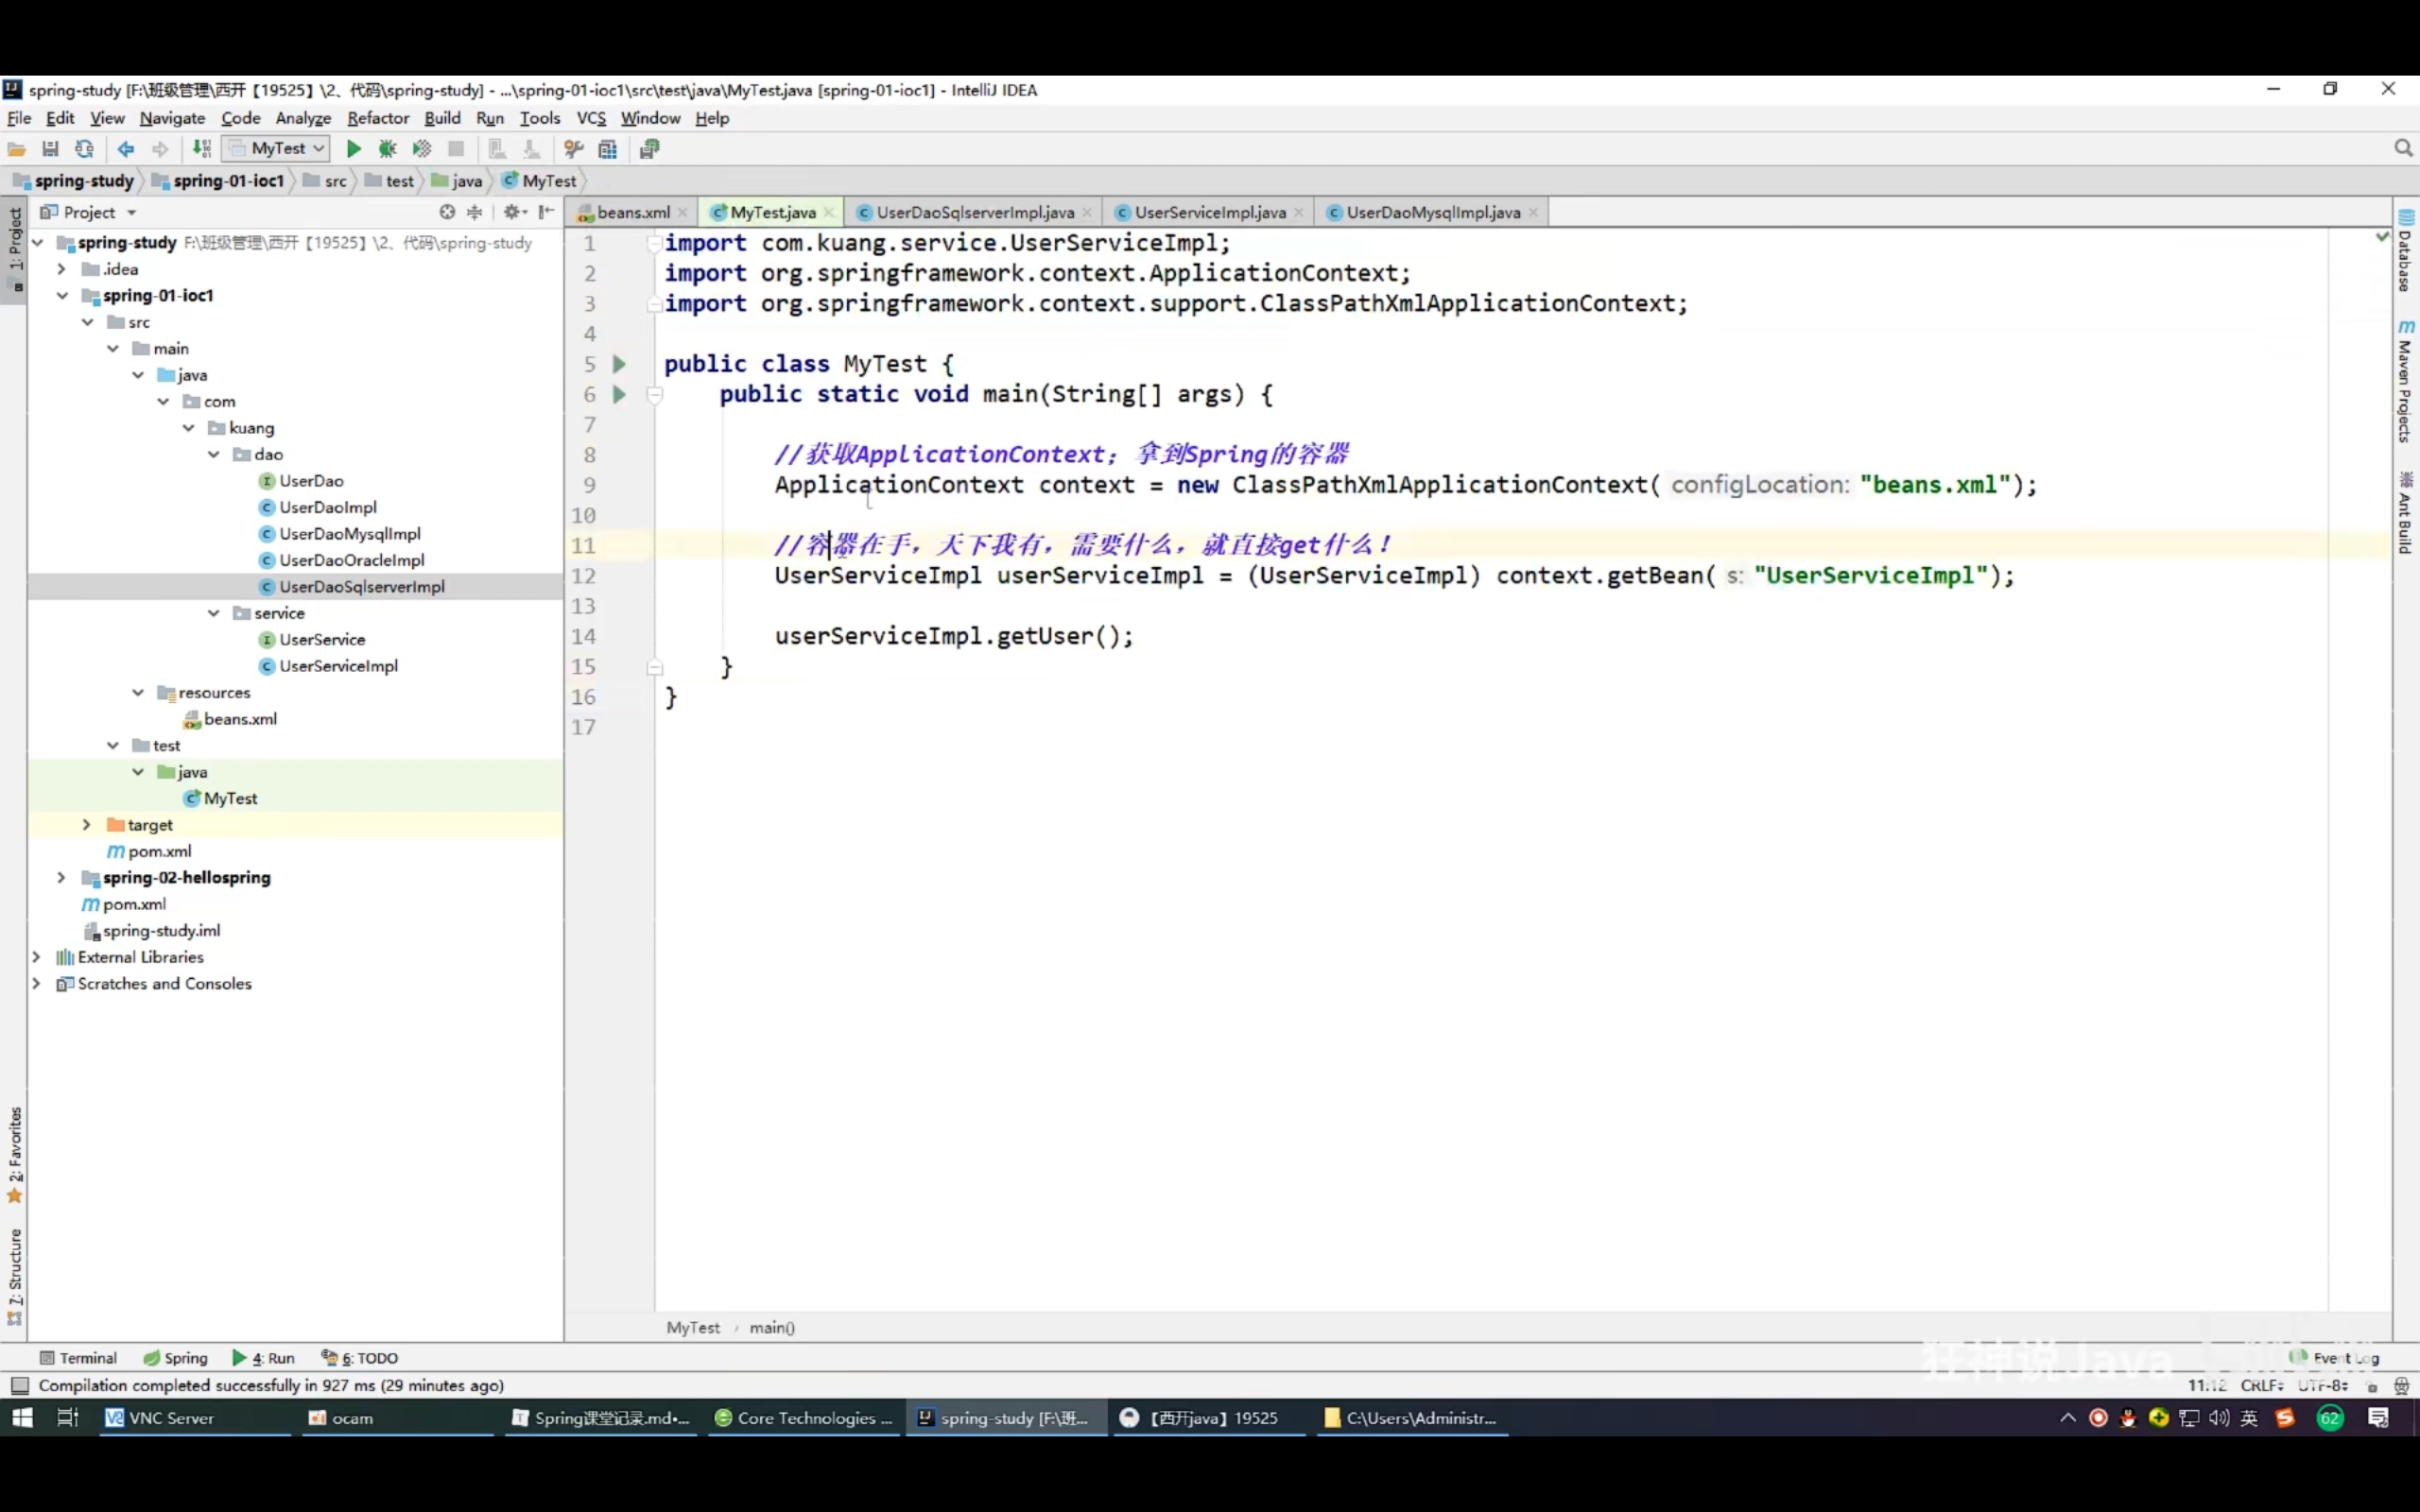 spring-study [F:\班级管理\西开【19525】\2、代码\spring-study] - ...\spring-01-ioc1\src\test\java\MyTest.java [spring-01-ioc1] - IntelliJ IDEA
File Edit View Navigate Code Analyze Refactor Build Run Tools VCS Window Help
MyTest
spring-study spring-01-ioc1 src test java MyTest
Project
beans.xml MyTest.java UserDaoSqlserverImpl.java UserServiceImpl.java UserDaoMysqlImpl.java
1: Project
spring-study F:\班级管理\西开【19525】\2、代码\spring-study
.idea
spring-01-ioc1
src
main
java
com
kuang
dao
UserDao
UserDaoImpl
UserDaoMysqlImpl
UserDaoOracleImpl
UserDaoSqlserverImpl
service
UserService
UserServiceImpl
resources
beans.xml
test
java
MyTest
target
pom.xml
spring-02-hellospring
pom.xml
spring-study.iml
External Libraries
Scratches and Consoles
2: Favorites
7: Structure
1 import com.kuang.service.UserServiceImpl;
2 import org.springframework.context.ApplicationContext;
3 import org.springframework.context.support.ClassPathXmlApplicationContext;
4
5 public class MyTest {
6 public static void main(String[] args) {
7
8 //获取ApplicationContext；拿到Spring的容器
9 ApplicationContext context = new ClassPathXmlApplicationContext( configLocation: "beans.xml");
10
11 //容器在手，天下我有，需要什么，就直接get什么！
12 UserServiceImpl userServiceImpl = (UserServiceImpl) context.getBean( s: "UserServiceImpl");
13
14 userServiceImpl.getUser();
15 }
16 }
17
Database
Maven Projects
Ant Build
MyTest main()
Terminal Spring 4: Run 6: TODO
狂神说Java
Event Log
Compilation completed successfully in 927 ms (29 minutes ago)
11:12 CRLF UTF-8
VNC Server ocam Spring课堂记录.md•... Core Technologies ... spring-study [F:\班... 【西开java】19525 C:\Users\Administr...
英 62